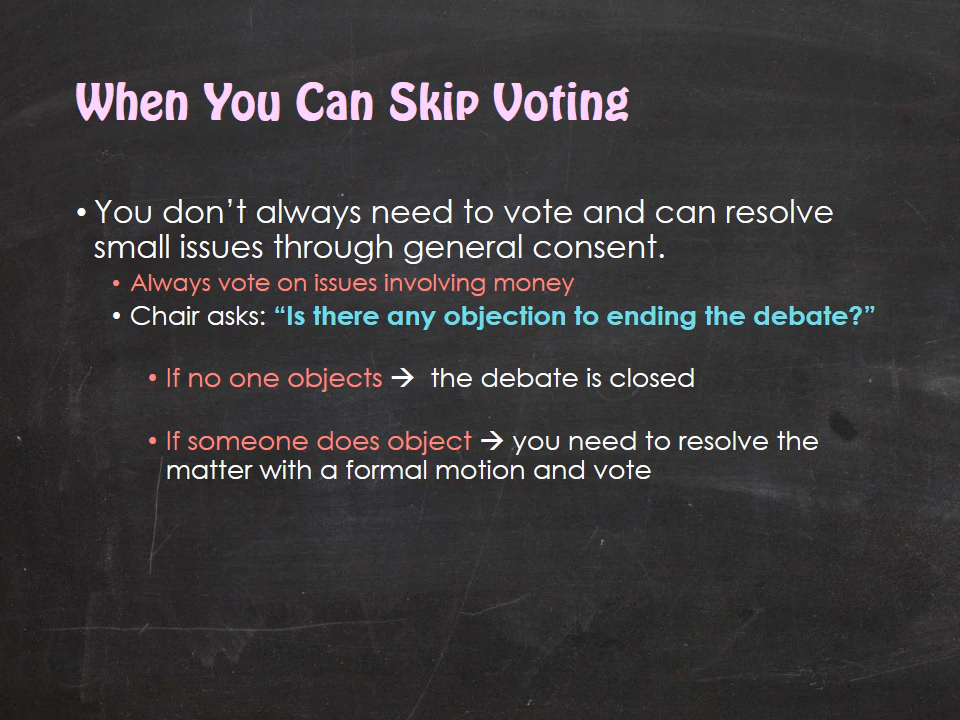 When You Can Skip Voting
• You don’t always need to vote and can resolve
small issues through general consent.
• Always vote on issues involving money
• Chair asks: “Is there any objection to ending the debate?”
• If no one objects → the debate is closed
• If someone does object → you need to resolve the
matter with a formal motion and vote